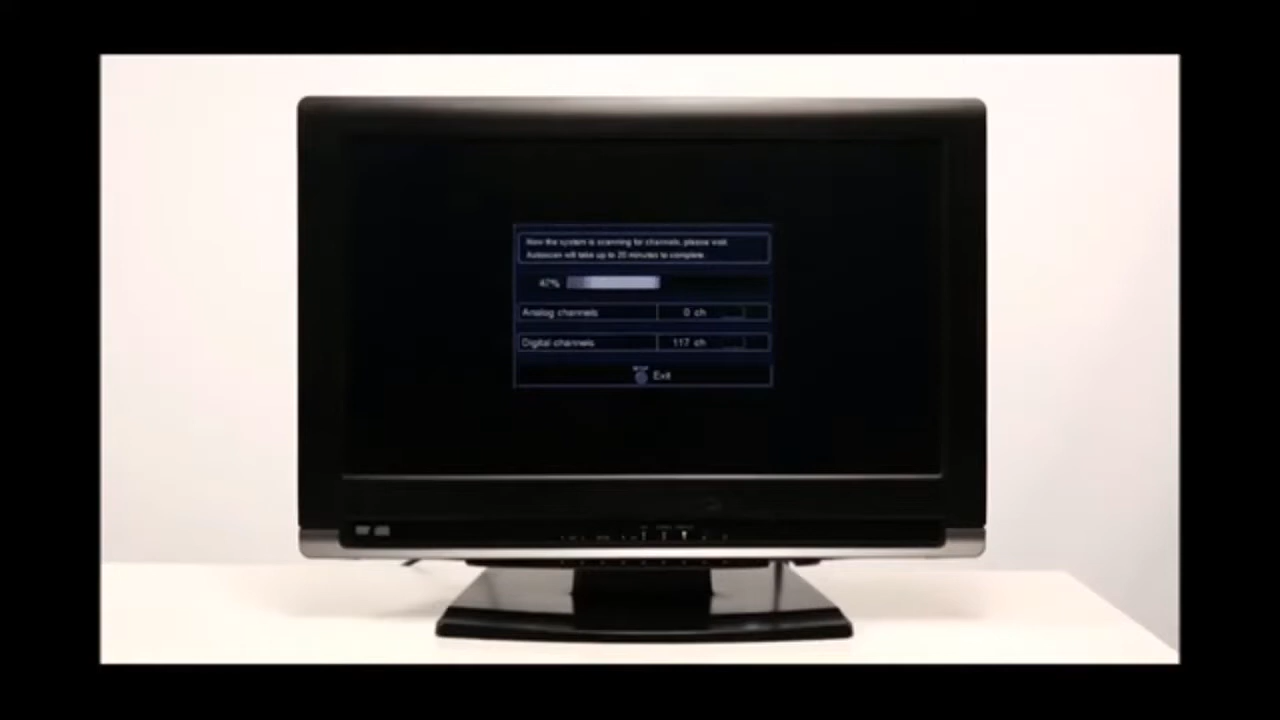 Now the system is scanning for channels, please wait.
Autoscan will take up to 20 minutes to complete.
47%
Analog channels 0 ch
Digital channels 117 ch
Exit